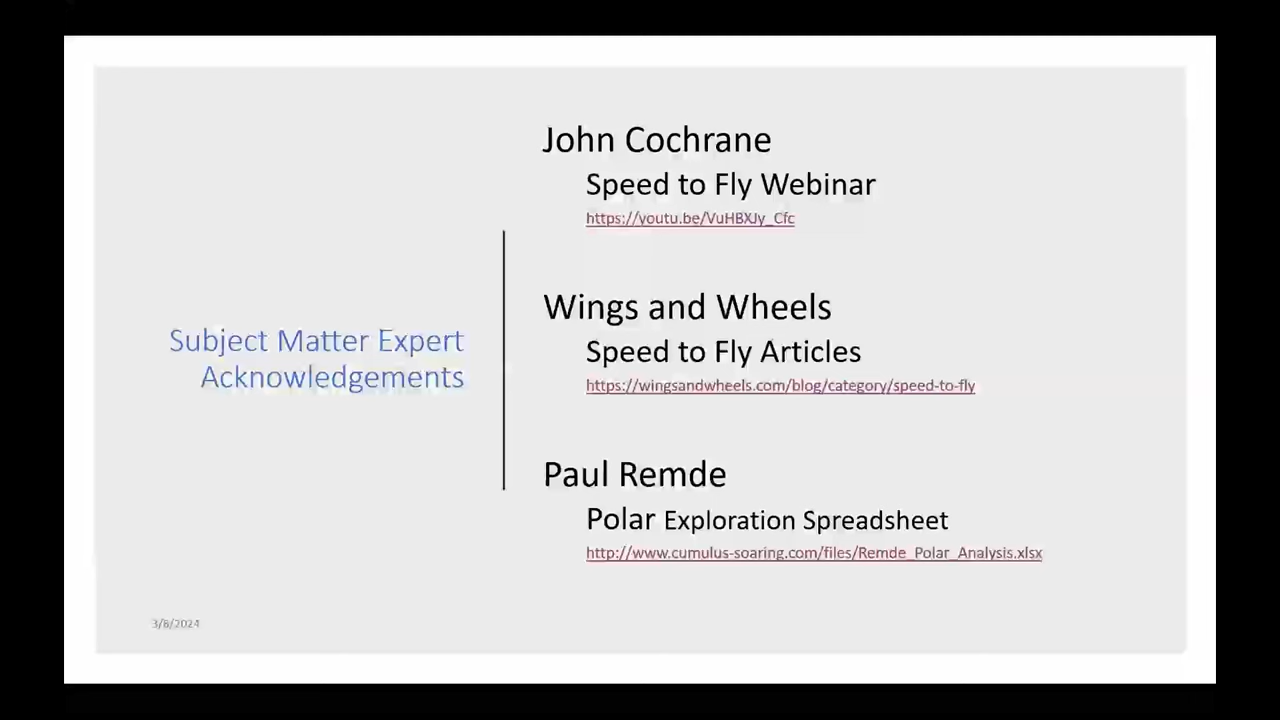 Subject Matter Expert
Acknowledgements
John Cochrane
Speed to Fly Webinar
https://youtu.be/VuHBXJy_Cfc
Wings and Wheels
Speed to Fly Articles
https://wingsandwheels.com/blog/category/speed-to-fly
Paul Remde
Polar Exploration Spreadsheet
http://www.cumulus-soaring.com/files/Remde_Polar_Analysis.xlsx
3/8/2024